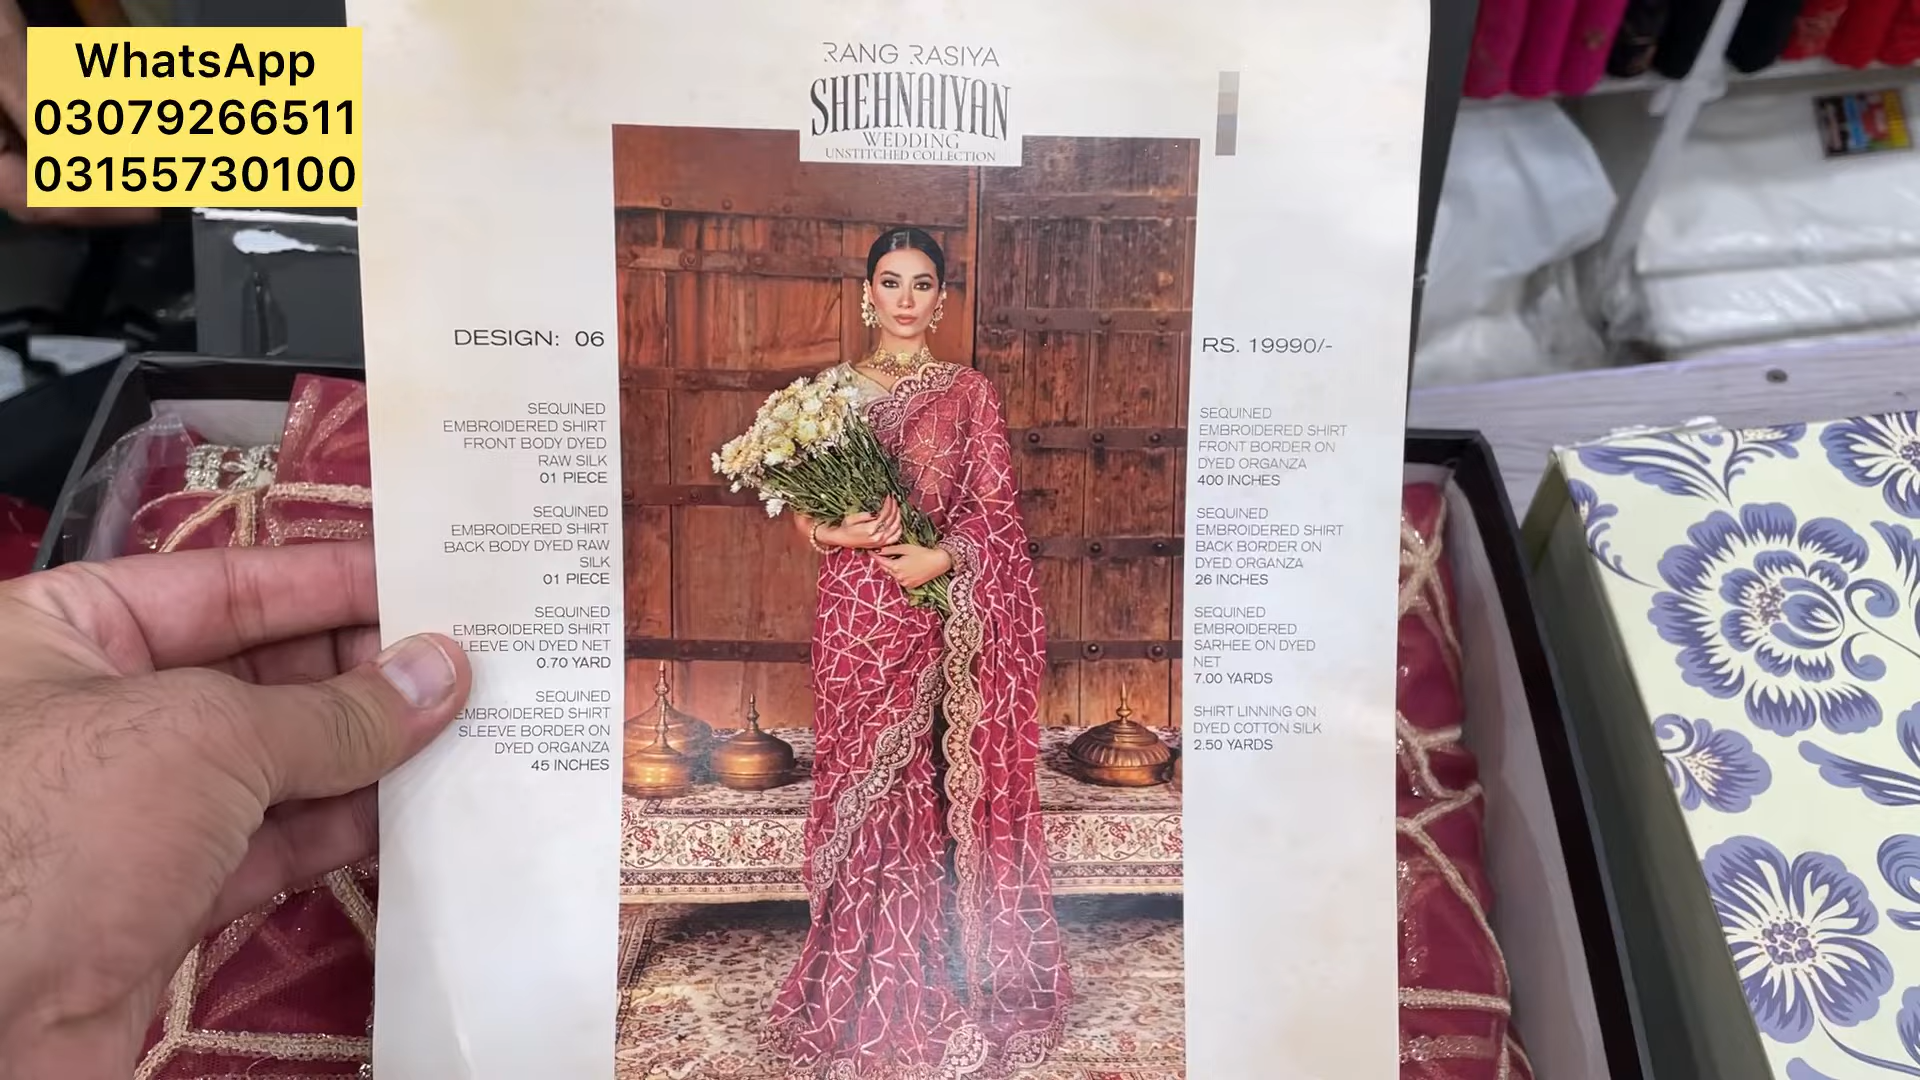 WhatsApp
03079266511
03155730100
RANG RASIYA
SHEHNAIYAN
WEDDING
UNSTITCHED COLLECTION
DESIGN: 06
SEQUINED
EMBROIDERED SHIRT
FRONT BODY DYED
RAW SILK
01 PIECE
SEQUINED
EMBROIDERED SHIRT
BACK BODY DYED RAW
SILK
01 PIECE
SEQUINED
EMBROIDERED SHIRT
SLEEVE ON DYED NET
0.70 YARD
SEQUINED
EMBROIDERED SHIRT
SLEEVE BORDER ON
DYED ORGANZA
45 INCHES
RS. 19990/-
SEQUINED
EMBROIDERED SHIRT
FRONT BORDER ON
DYED ORGANZA
400 INCHES
SEQUINED
EMBROIDERED SHIRT
BACK BORDER ON
DYED ORGANZA
26 INCHES
SEQUINED
EMBROIDERED
SARHEE ON DYED
NET
7.00 YARDS
SHIRT LINNING ON
DYED COTTON SILK
2.50 YARDS